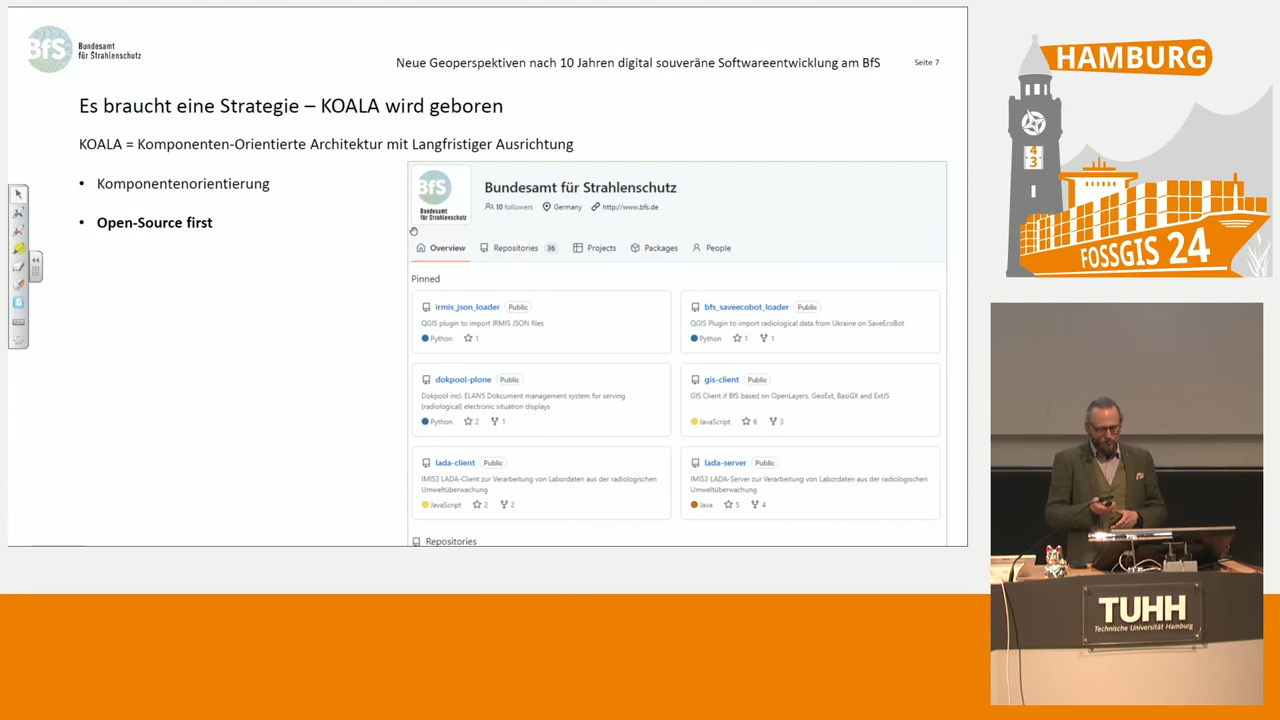 BfS Bundesamt
für Strahlenschutz
Neue Geoperspektiven nach 10 Jahren digital souveräne Softwareentwicklung am BfS
Seite 7
Es braucht eine Strategie – KOALA wird geboren
KOALA = Komponenten-Orientierte Architektur mit Langfristiger Ausrichtung
• Komponentenorientierung
• Open-Source first
BfS
Bundesamt
für Strahlenschutz
Bundesamt für Strahlenschutz
10 followers Germany http://www.bfs.de
Overview Repositories 36 Projects Packages People
Pinned
irmis_json_loader Public
QGIS plugin to import IRMIS JSON files
Python 1
bfs_saveecobot_loader Public
QGIS Plugin to import radiological data from Ukraine on SaveEcoBot
Python 1 1
dokpool-plone Public
Dokpool incl. ELAN5 Dokcument management system for serving
(radiological) electronic situation displays
Python 2 1
gis-client Public
GIS Client if BfS based on OpenLayers, GeoExt, BasiGX and ExtJS
JavaScript 6 3
lada-client Public
IMIS3 LADA-Client zur Verarbeitung von Labordaten aus der radiologischen
Umweltüberwachung
JavaScript 2 2
lada-server Public
IMIS3 LADA-Server zur Verarbeitung von Labordaten aus der radiologischen
Umweltüberwachung
Java 5 4
Repositories
HAMBURG
4
3
FOSSGIS 24
TUHH
Technische Universität Hamburg